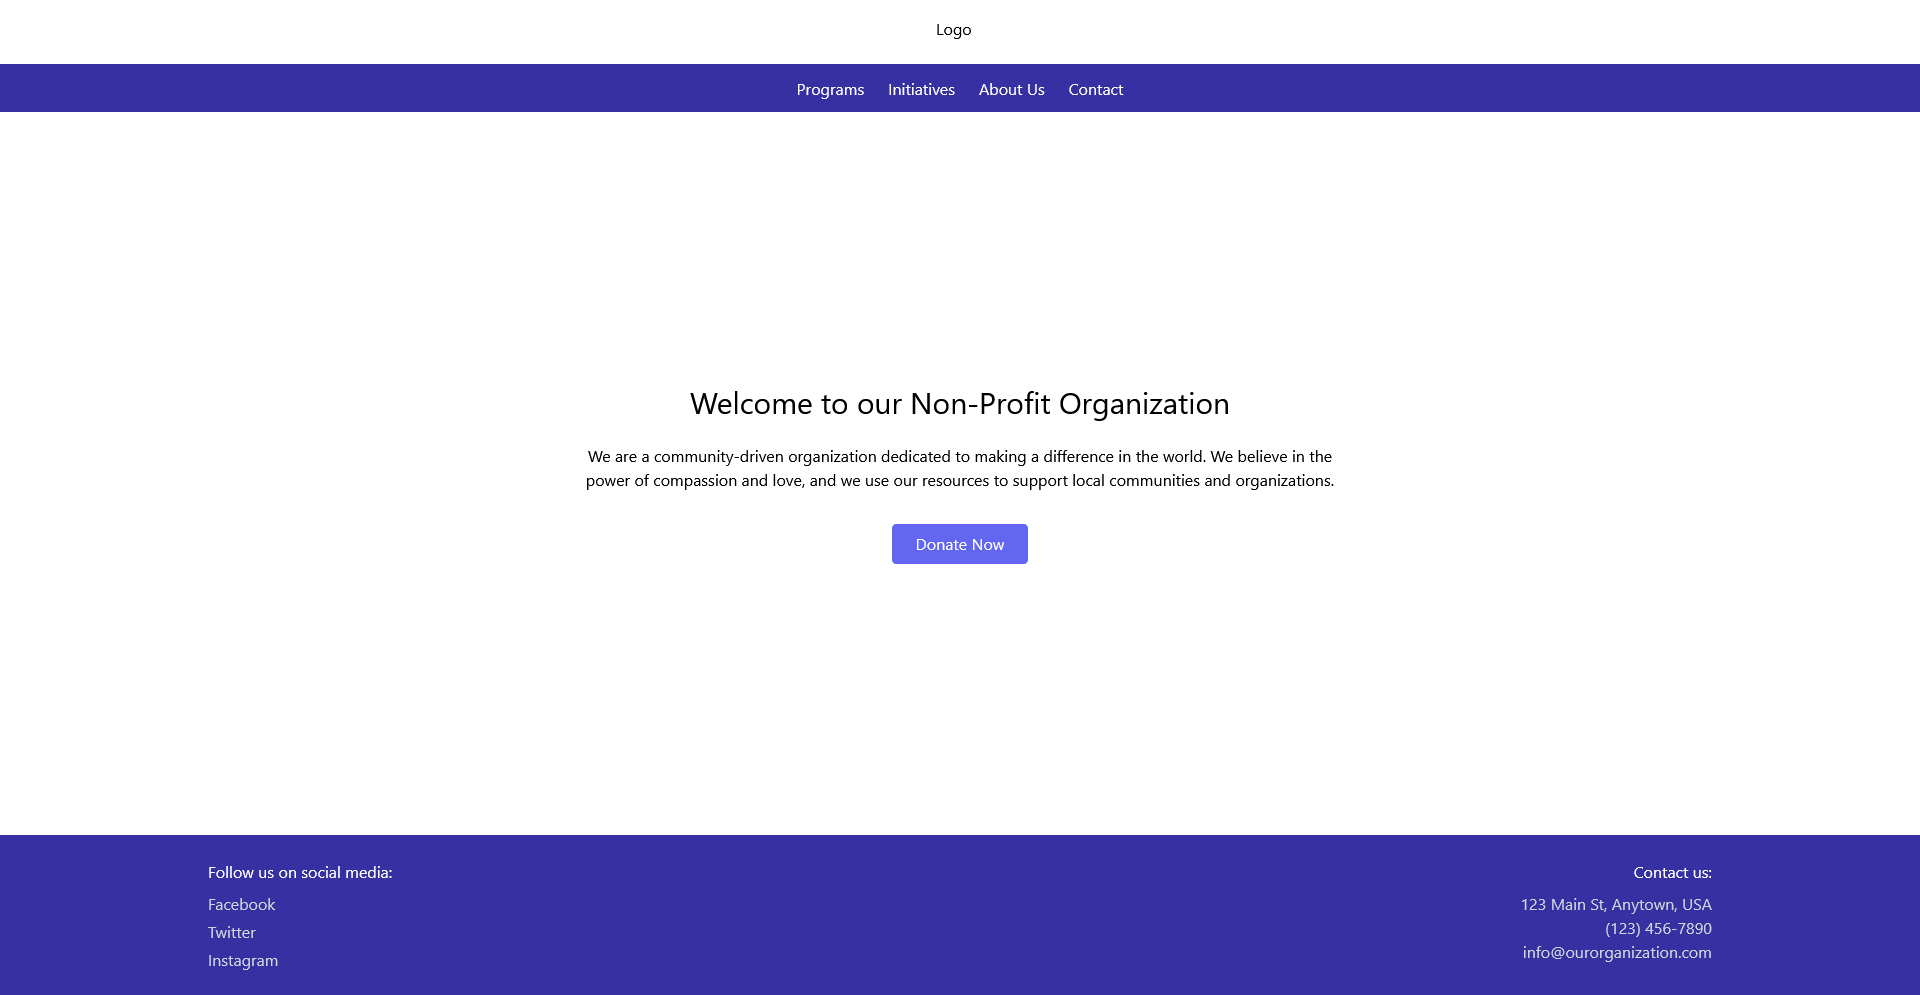 Logo
Programs Initiatives About Us Contact
Welcome to our Non-Profit Organization
We are a community-driven organization dedicated to making a difference in the world. We believe in the
power of compassion and love, and we use our resources to support local communities and organizations.
Donate Now
Follow us on social media:
Facebook
Twitter
Instagram
Contact us:
123 Main St, Anytown, USA
(123) 456-7890
info@ourorganization.com